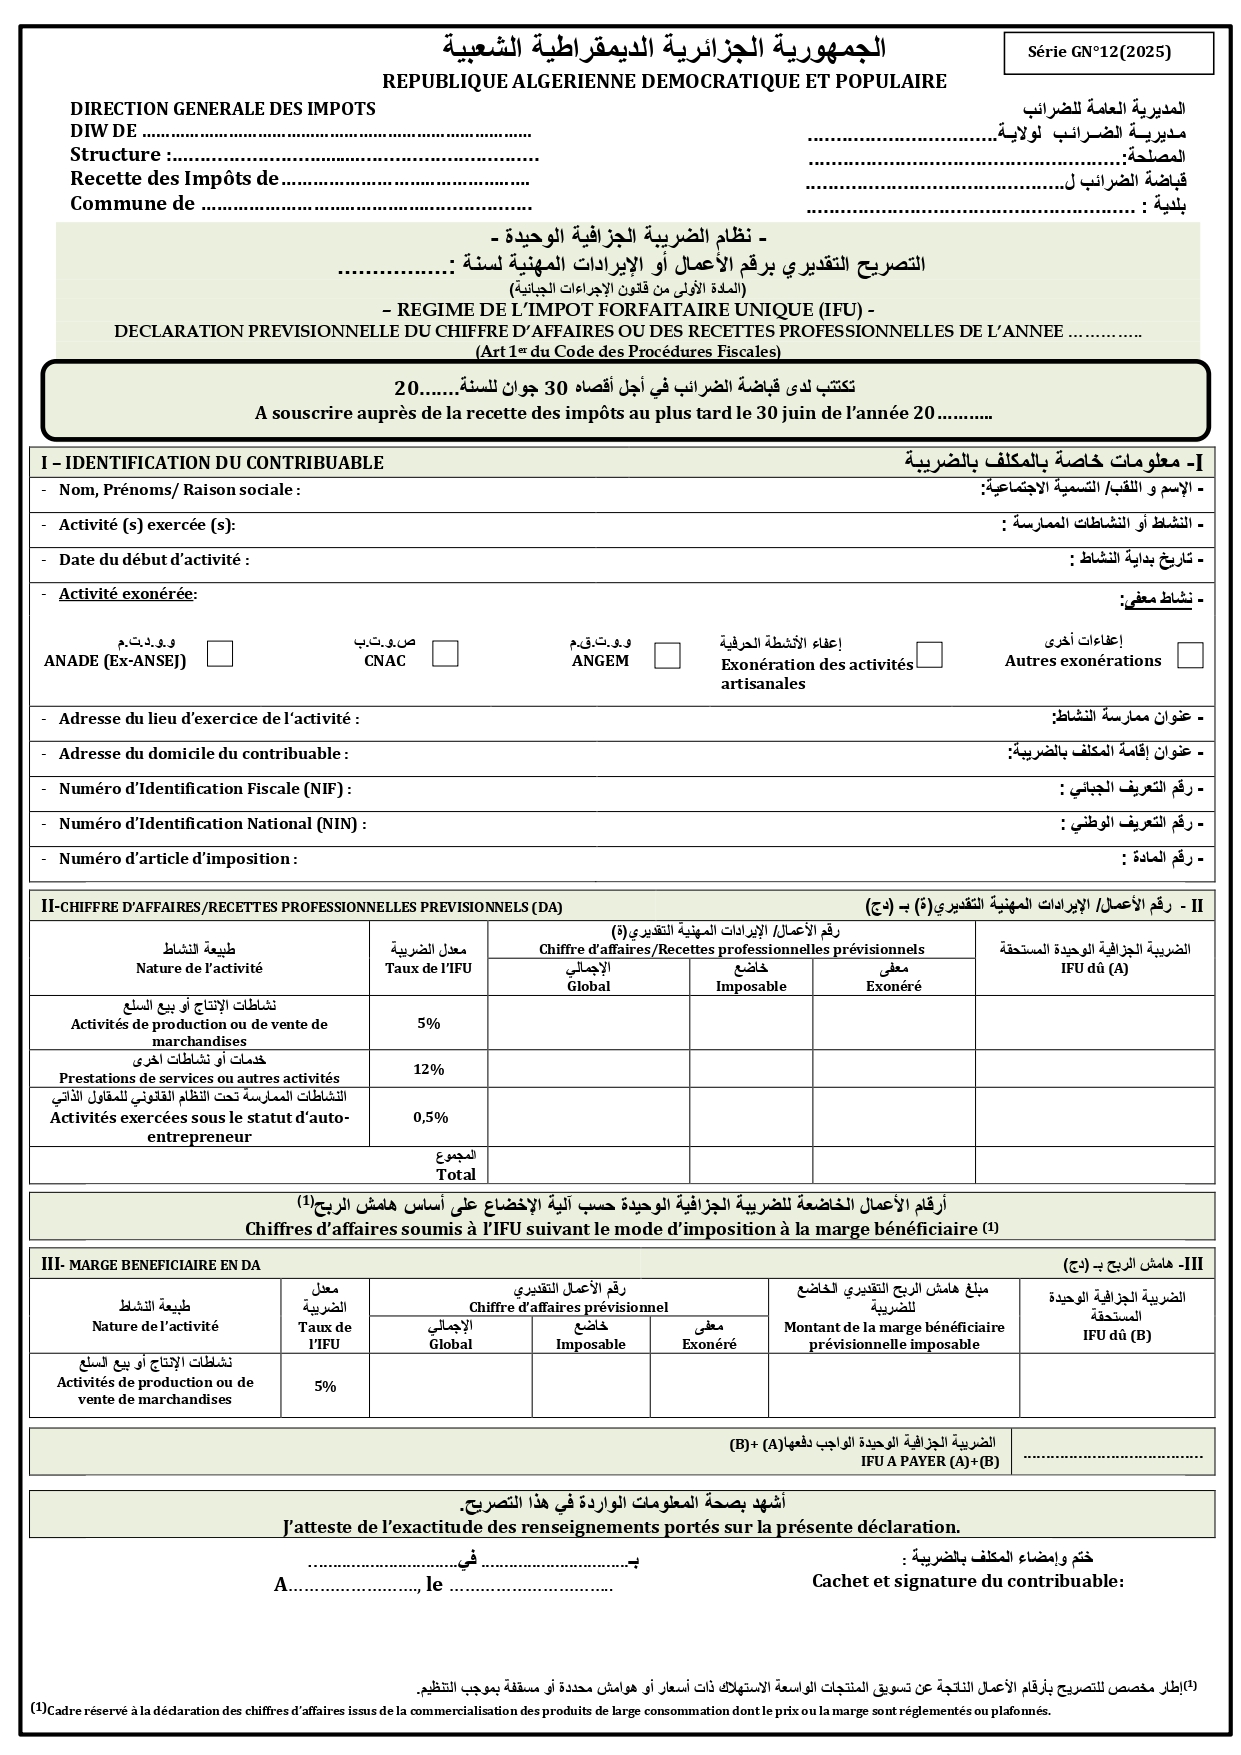 الجمهورية الجزائرية الديمقراطية الشعبية
Série GN°12(2025)
REPUBLIQUE ALGERIENNE DEMOCRATIQUE ET POPULAIRE
DIRECTION GENERALE DES IMPOTS
المديرية العامة للضرائب
DIW DE ……………………………………………………………………
مـديريــة الضــرائـب لولايـة.................................
Structure :……………………………………………………………
المصلحة:......................................................
Recette des Impôts de…………………………………………
قباضة الضرائب ل.............................................
Commune de ………………………………………………………
بلدية : .........................................................
- نظام الضريبة الجزافية الوحيدة -
التصريح التقديري برقم الأعمال أو الإيرادات المهنية لسنة :................
(المادة الأولى من قانون الإجراءات الجبائية)
– REGIME DE L’IMPOT FORFAITAIRE UNIQUE (IFU) -
DECLARATION PREVISIONNELLE DU CHIFFRE D’AFFAIRES OU DES RECETTES PROFESSIONNELLES DE L’ANNEE …………..
(Art 1er du Code des Procédures Fiscales)
تكتتب لدى قباضة الضرائب في أجل أقصاه 30 جوان للسنة.......20
A souscrire auprès de la recette des impôts au plus tard le 30 juin de l’année 20………..
I – IDENTIFICATION DU CONTRIBUABLE
I- معلومات خاصة بالمكلف بالضريبة
- Nom, Prénoms/ Raison sociale :
- الإسم و اللقب/ التسمية الاجتماعية:
- Activité (s) exercée (s):
- النشاط أو النشاطات الممارسة :
- Date du début d’activité :
- تاريخ بداية النشاط :
- Activité exonérée:
- نشاط معفى:
و.و.د.ت.م
ص.و.ت.ب
و.و.ت.ق.م
إعفاء الأنشطة الحرفية
إعفاءات أخرى
ANADE (Ex-ANSEJ)
CNAC
ANGEM
Exonération des activités
artisanales
Autres exonérations
- Adresse du lieu d’exercice de l‘activité :
- عنوان ممارسة النشاط:
- Adresse du domicile du contribuable :
- عنوان إقامة المكلف بالضريبة:
- Numéro d’Identification Fiscale (NIF) :
- رقم التعريف الجبائي :
- Numéro d’Identification National (NIN) :
- رقم التعريف الوطني :
- Numéro d’article d’imposition :
- رقم المادة :
II-CHIFFRE D’AFFAIRES/RECETTES PROFESSIONNELLES PREVISIONNELS (DA)
II - رقم الأعمال/ الإيرادات المهنية التقديري(ة) بـ (دج)
طبيعة النشاط
Nature de l’activité
معدل الضريبة
Taux de l’IFU
رقم الأعمال/ الإيرادات المهنية التقديري(ة)
Chiffre d’affaires/Recettes professionnelles prévisionnels
الضريبة الجزافية الوحيدة المستحقة
IFU dû (A)
الإجمالي
Global
خاضع
Imposable
معفى
Exonéré
نشاطات الإنتاج أو بيع السلع
Activités de production ou de vente de
marchandises
5%
خدمات أو نشاطات اخرى
Prestations de services ou autres activités
12%
النشاطات الممارسة تحت النظام القانوني للمقاول الذاتي
Activités exercées sous le statut d‘auto-
entrepreneur
0,5%
المجموع
Total
أرقام الأعمال الخاضعة للضريبة الجزافية الوحيدة حسب آلية الإخضاع على أساس هامش الربح(1)
Chiffres d’affaires soumis à l’IFU suivant le mode d’imposition à la marge bénéficiaire (1)
III- MARGE BENEFICIAIRE EN DA
III- هامش الربح بـ (دج)
طبيعة النشاط
Nature de l’activité
معدل
الضريبة
Taux de
l’IFU
رقم الأعمال التقديري
Chiffre d’affaires prévisionnel
الإجمالي
Global
خاضع
Imposable
معفى
Exonéré
مبلغ هامش الربح التقديري الخاضع
للضريبة
Montant de la marge bénéficiaire
prévisionnelle imposable
الضريبة الجزافية الوحيدة
المستحقة
IFU dû (B)
نشاطات الإنتاج أو بيع السلع
Activités de production ou de
vente de marchandises
5%
الضريبة الجزافية الوحيدة الواجب دفعها(A) +(B)
IFU A PAYER (A)+(B)
.......................................
أشهد بصحة المعلومات الواردة في هذا التصريح.
J’atteste de l’exactitude des renseignements portés sur la présente déclaration.
بـ................................ في................................
ختم وإمضاء المكلف بالضريبة :
A……………………, le …………………………..
Cachet et signature du contribuable:
(1)إطار مخصص للتصريح بأرقام الأعمال الناتجة عن تسويق المنتجات الواسعة الاستهلاك ذات أسعار أو هوامش محددة أو مسقفة بموجب التنظيم.
(1)Cadre réservé à la déclaration des chiffres d’affaires issus de la commercialisation des produits de large consommation dont le prix ou la marge sont réglementés ou plafonnés.